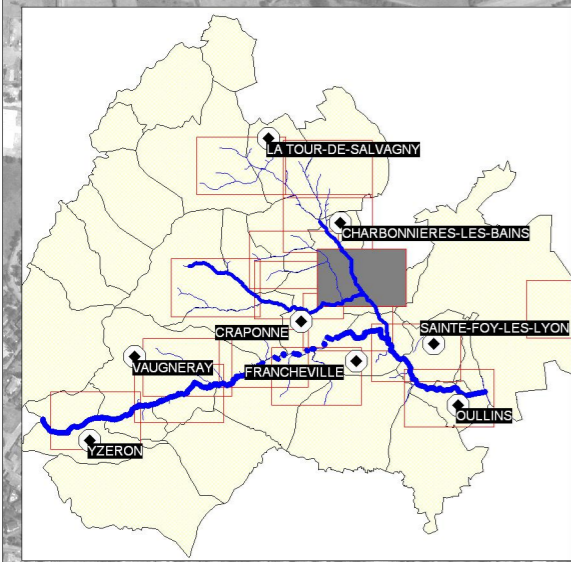 LA TOUR-DE-SALVAGNY
CHARBONNIERES-LES-BAINS
CRAPONNE
SAINTE-FOY-LES-LYON
VAUGNERAY
FRANCHEVILLE
OULLINS
YZERON